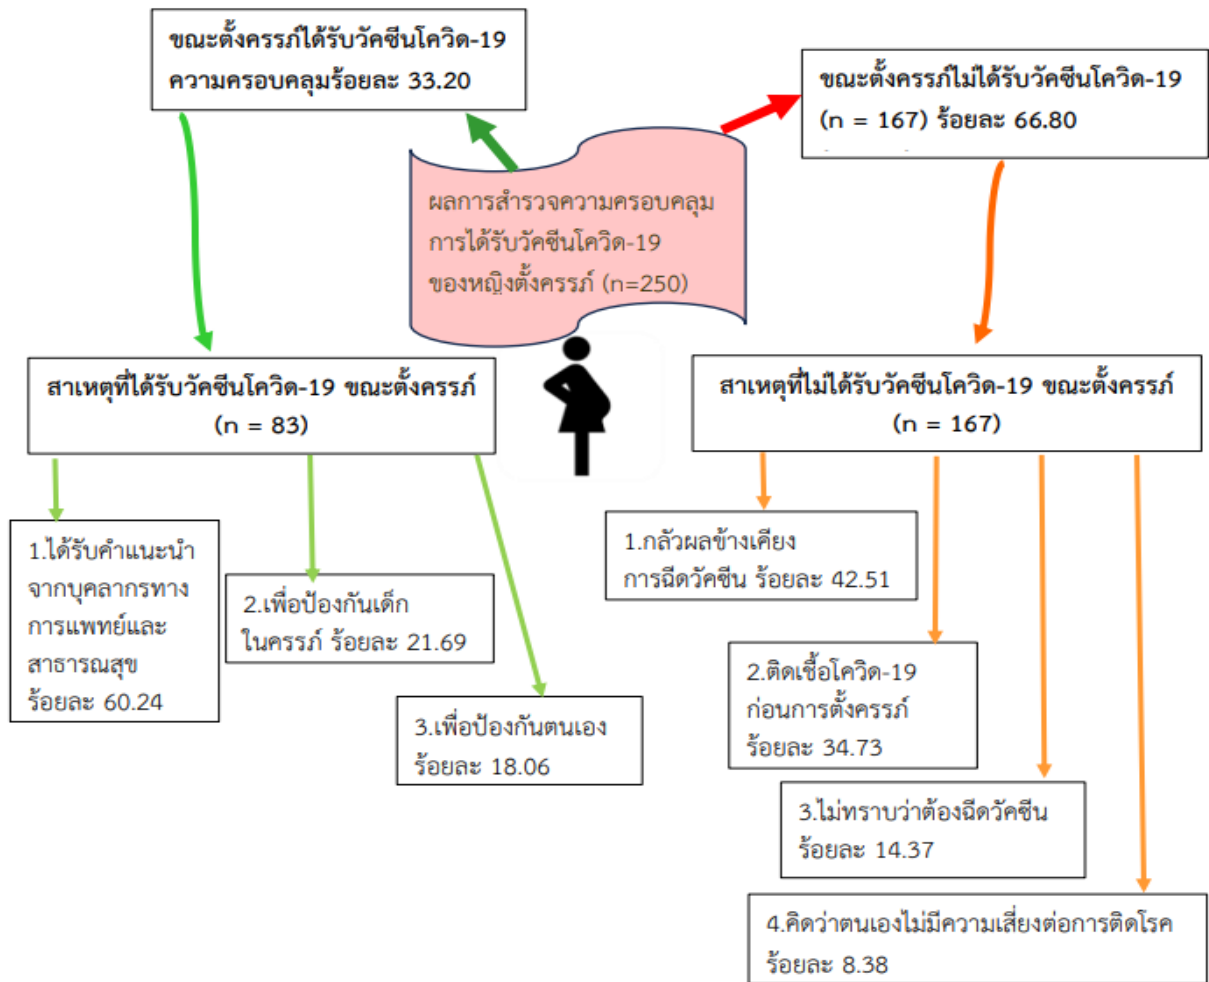 ขณะตั้งครรภ์ได้รับวัคซีนโควิด-19
ความครอบคลุมร้อยละ 33.20
ขณะตั้งครรภ์ไม่ได้รับวัคซีนโควิด-19
(n = 167) ร้อยละ 66.80
ผลการสำรวจความครอบคลุม
การได้รับวัคซีนโควิด-19
ของหญิงตั้งครรภ์ (n=250)
สาเหตุที่ได้รับวัคซีนโควิด-19 ขณะตั้งครรภ์
(n = 83)
สาเหตุที่ไม่ได้รับวัคซีนโควิด-19 ขณะตั้งครรภ์
(n = 167)
1.ได้รับคำแนะนำ
จากบุคลากรทาง
การแพทย์และ
สาธารณสุข
ร้อยละ 60.24
2.เพื่อป้องกันเด็ก
ในครรภ์ ร้อยละ 21.69
3.เพื่อป้องกันตนเอง
ร้อยละ 18.06
1.กลัวผลข้างเคียง
การฉีดวัคซีน ร้อยละ 42.51
2.ติดเชื้อโควิด-19
ก่อนการตั้งครรภ์
ร้อยละ 34.73
3.ไม่ทราบว่าต้องฉีดวัคซีน
ร้อยละ 14.37
4.คิดว่าตนเองไม่มีความเสี่ยงต่อการติดโรค
ร้อยละ 8.38